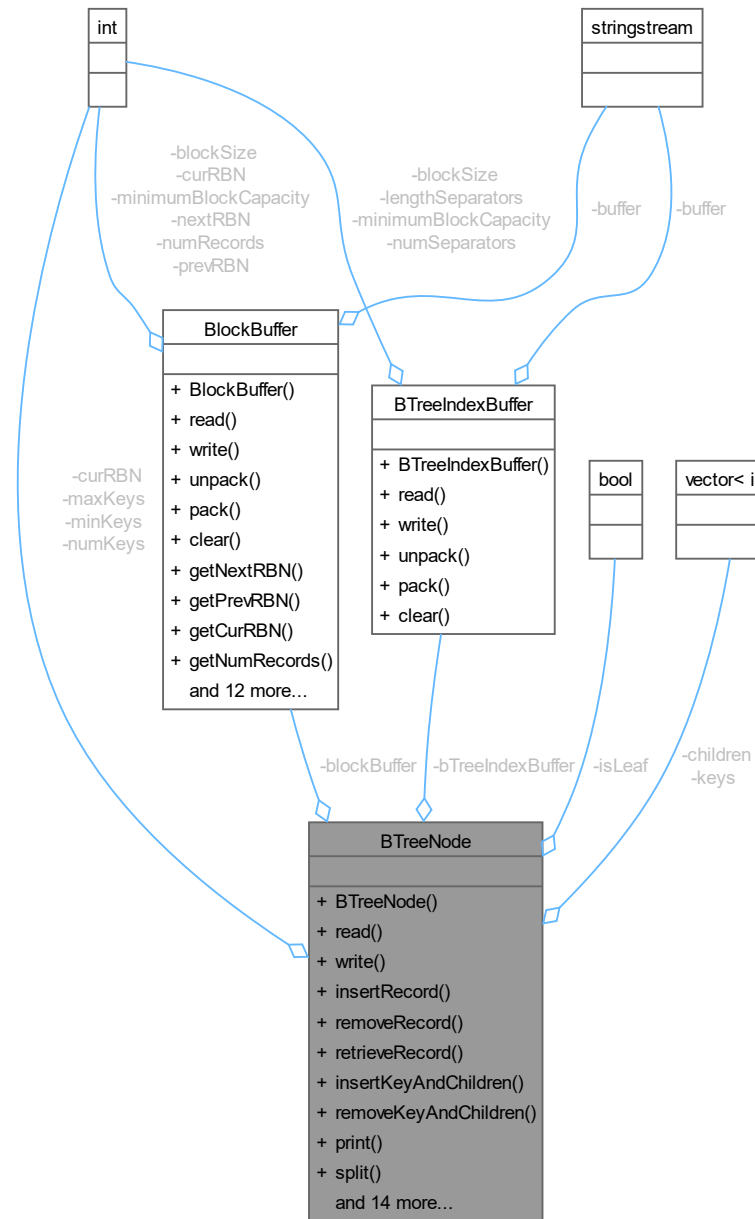 int
stringstream
-blockSize
-curRBN
-minimumBlockCapacity
-nextRBN
-numRecords
-prevRBN
-blockSize
-lengthSeparators
-minimumBlockCapacity
-numSeparators
-buffer
-buffer
BlockBuffer
+ BlockBuffer()
+ read()
+ write()
+ unpack()
+ pack()
+ clear()
+ getNextRBN()
+ getPrevRBN()
+ getCurRBN()
+ getNumRecords()
and 12 more...
BTreeIndexBuffer
+ BTreeIndexBuffer()
+ read()
+ write()
+ unpack()
+ pack()
+ clear()
bool
vector< i
-curRBN
-maxKeys
-minKeys
-numKeys
-blockBuffer
-bTreeIndexBuffer
-isLeaf
-children
-keys
BTreeNode
+ BTreeNode()
+ read()
+ write()
+ insertRecord()
+ removeRecord()
+ retrieveRecord()
+ insertKeyAndChildren()
+ removeKeyAndChildren()
+ print()
+ split()
and 14 more...